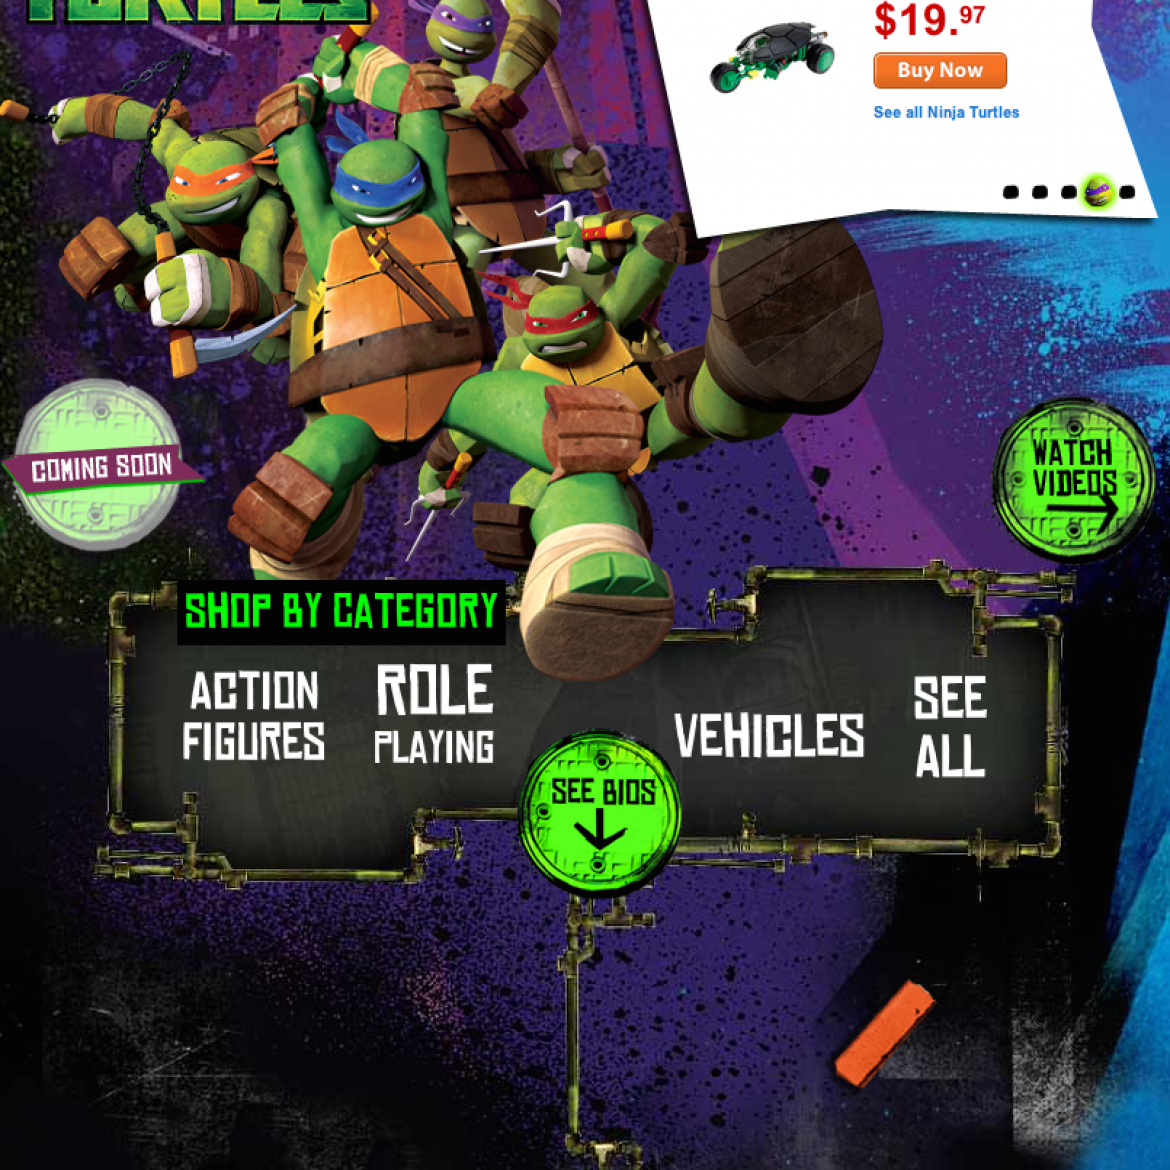 TURTLES
$19.97
Buy Now
See all Ninja Turtles
COMING SOON
WATCH
VIDEOS
SHOP BY CATEGORY
ACTION
FIGURES
ROLE
PLAYING
VEHICLES
SEE
ALL
SEE BIOS